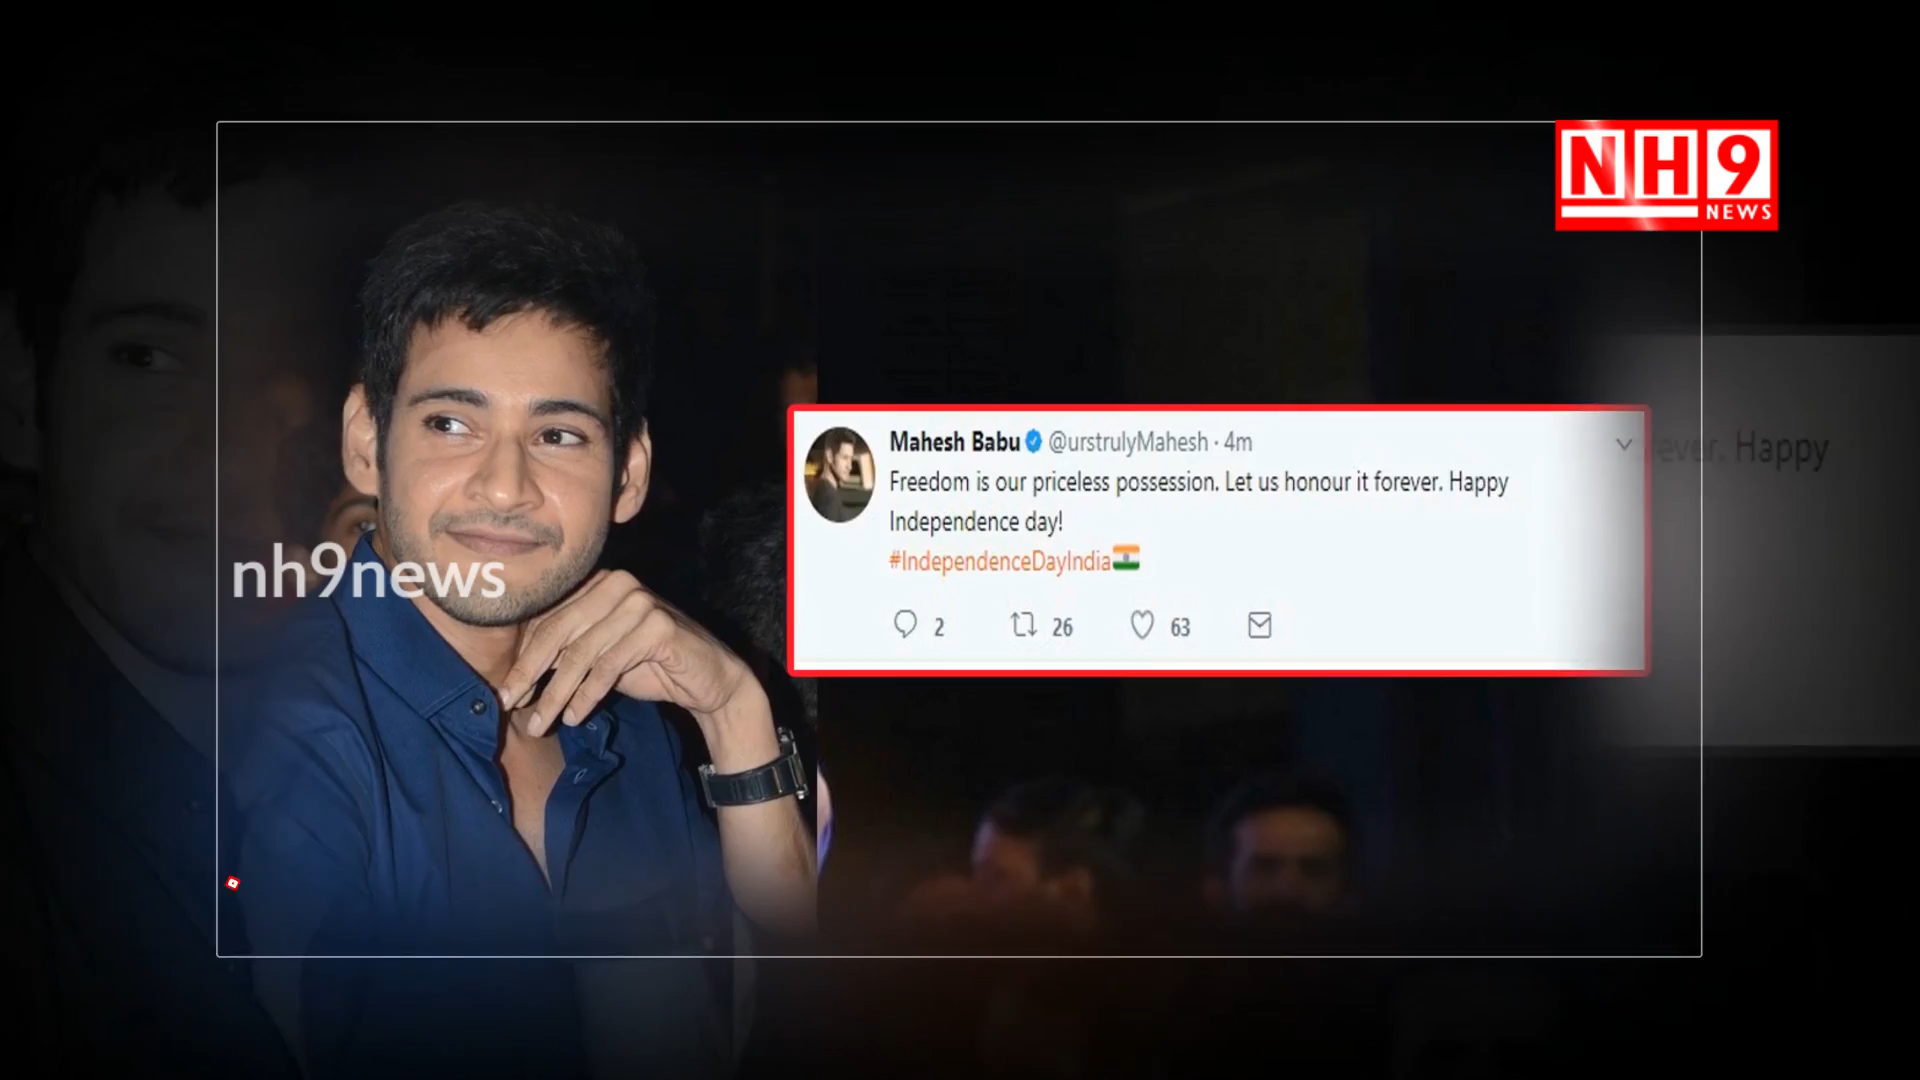 NH9
NEWS
Mahesh Babu @urstrulyMahesh · 4m
Freedom is our priceless possession. Let us honour it forever. Happy
Independence day!
#IndependenceDayIndia🇮🇳
2 26 63
ever. Happy
nh9news